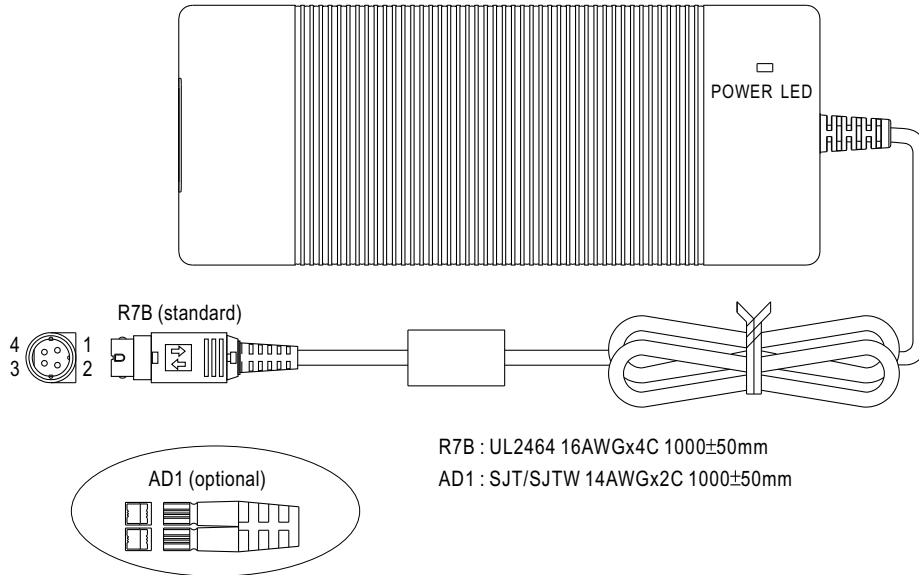 POWER LED
R7B (standard)
4 1
3 2
R7B : UL2464 16AWGx4C 1000±50mm
AD1 : SJT/SJTW 14AWGx2C 1000±50mm
AD1 (optional)